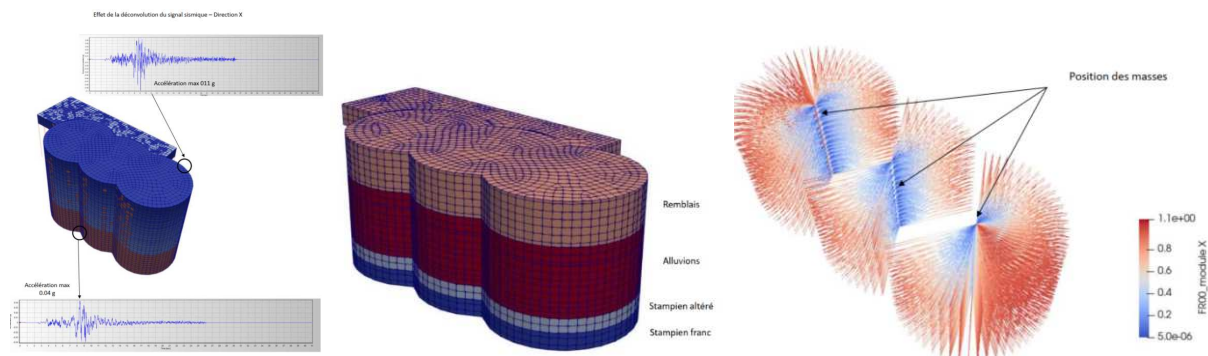 Effet de la déconvolution du signal sismique – Direction X
Accélération max 011 g
Accélération max
0.04 g
Remblais
Alluvions
Stampien altéré
Stampien franc
Position des masses
1.1e+00
0.8
0.6
0.4
0.2
5.0e-06
FR00_module X